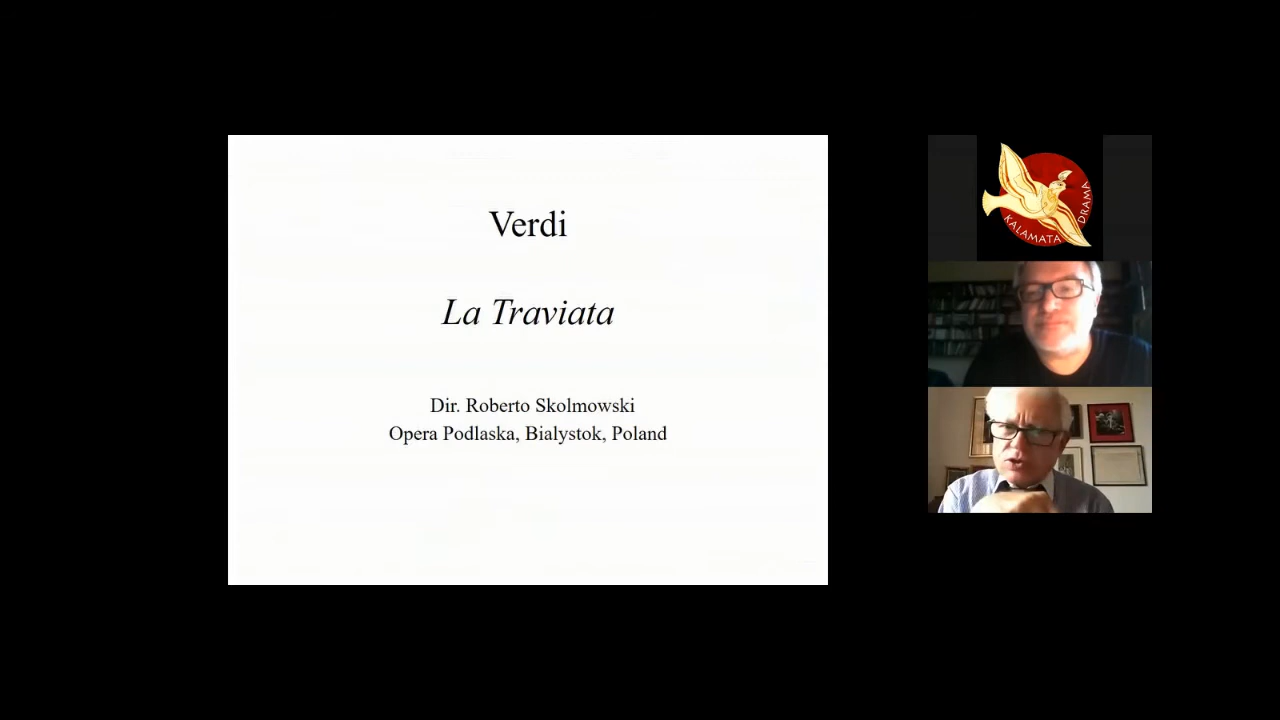 Verdi
La Traviata
Dir. Roberto Skolmowski
Opera Podlaska, Bialystok, Poland
KALAMATA DRAMA